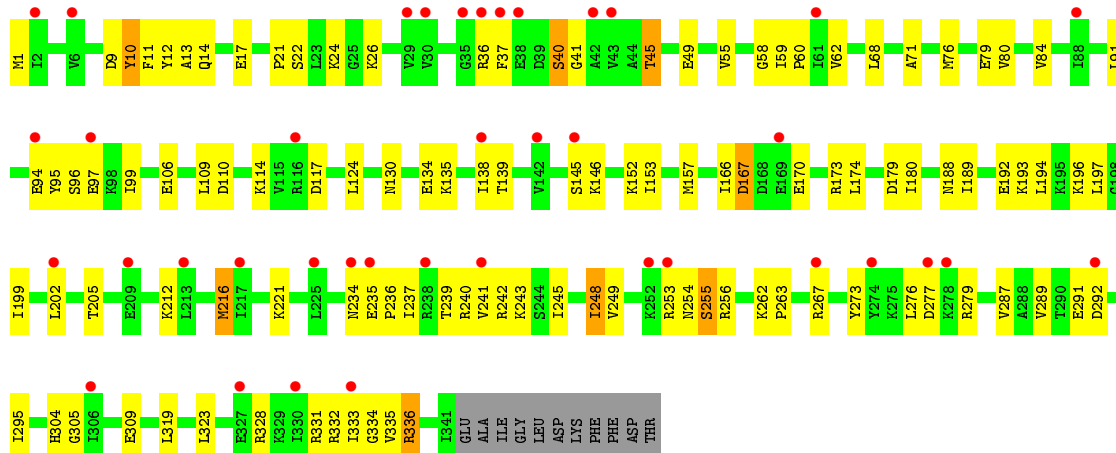 M1 I2 V6 D9 Y10 F11 Y12 A13 Q14 E17 P21 S22 L23 K24 G25 K26 V29 V30 G35 R36 F37 E38 D39 S40 G41 A42 V43 A44 T45 E49 V55 G58 I59 P60 I61 V62 L68 A71 M76 E79 V80 V84 I88
E94 Y95 S96 E97 K98 I99 E106 L109 D110 K114 V115 R116 D117 L124 N130 E134 K135 I138 T139 V142 S145 K146 K152 I153 M157 I166 D167 D168 E169 E170 R173 L174 D179 I180 N188 I189 E192 K193 L194 K195 K196 L197
I199 L202 T205 E209 K212 L213 M216 I217 K221 L225 N234 E235 P236 I237 R238 T239 R240 V241 R242 K243 S244 I245 I248 V249 K252 R253 N254 S255 R256 K262 P263 R267 Y273 Y274 K275 L276 D277 K278 R279 V287 A288 V289 T290 E291 D292
I295 H304 G305 I306 E309 L319 L323 E327 R328 K329 I330 R331 R332 I333 G334 V335 R336 I341 GLU ALA ILE GLY LEU ASP LYS PHE PHE ASP THR